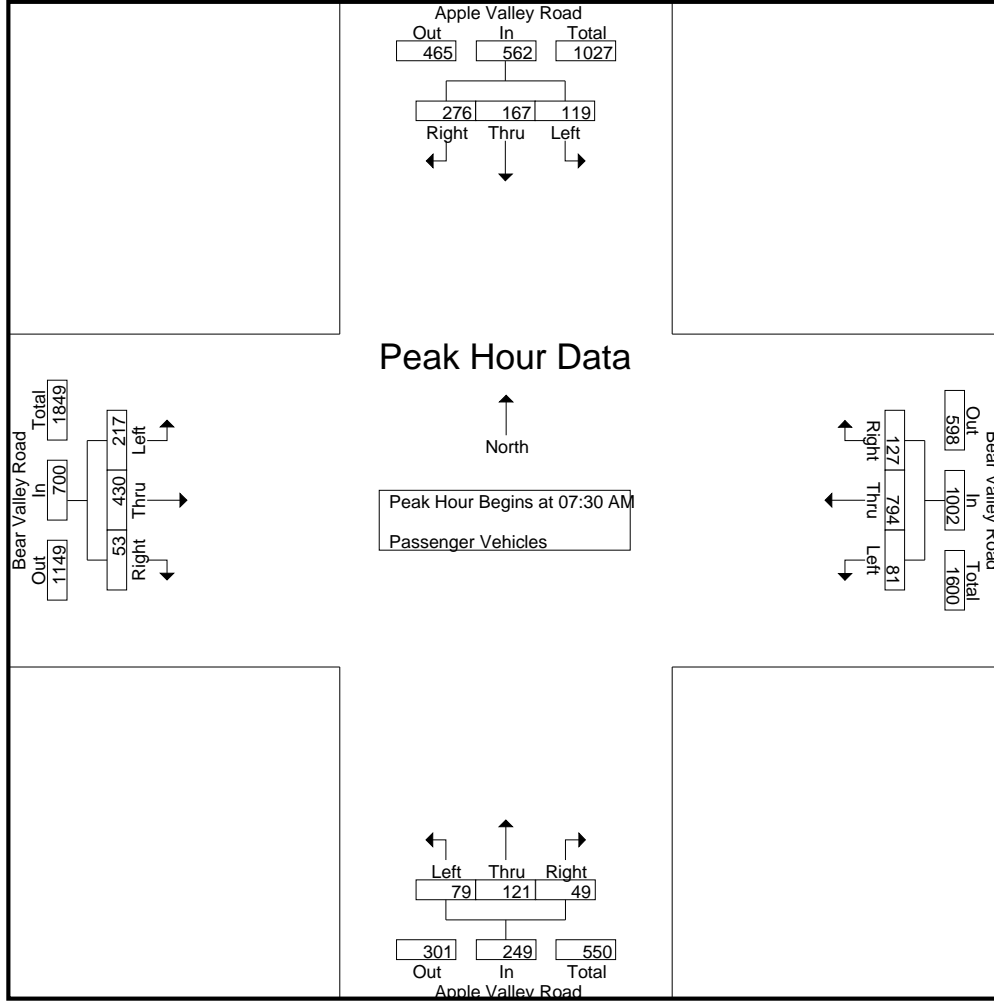 Apple Valley Road
Out In Total
465 562 1027
276 167 119
Right Thru Left
Peak Hour Data
North
Peak Hour Begins at 07:30 AM
Passenger Vehicles
Bear Valley Road
Total In Out
1849 700 1149
217 430 53
Left Thru Right
Bear Valley Road
Out In Total
598 1002 1600
127 794 81
Right Thru Left
Left Thru Right
79 121 49
301 249 550
Out In Total
Apple Valley Road